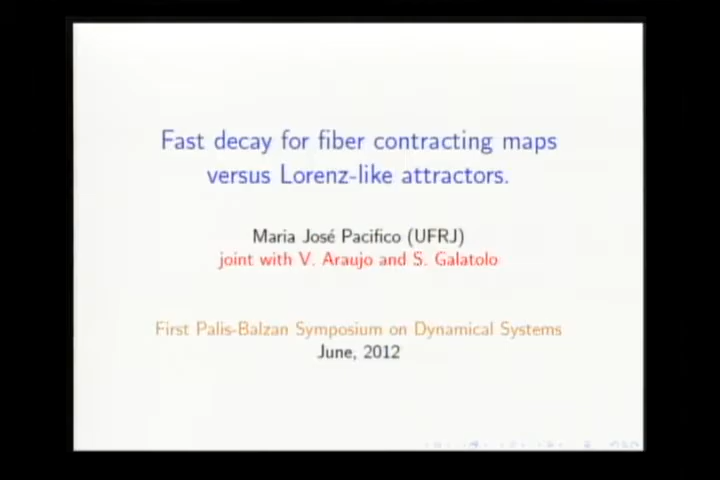 Fast decay for fiber contracting maps
versus Lorenz-like attractors.
Maria José Pacifico (UFRJ)
joint with V. Araujo and S. Galatolo
First Palis-Balzan Symposium on Dynamical Systems
June, 2012